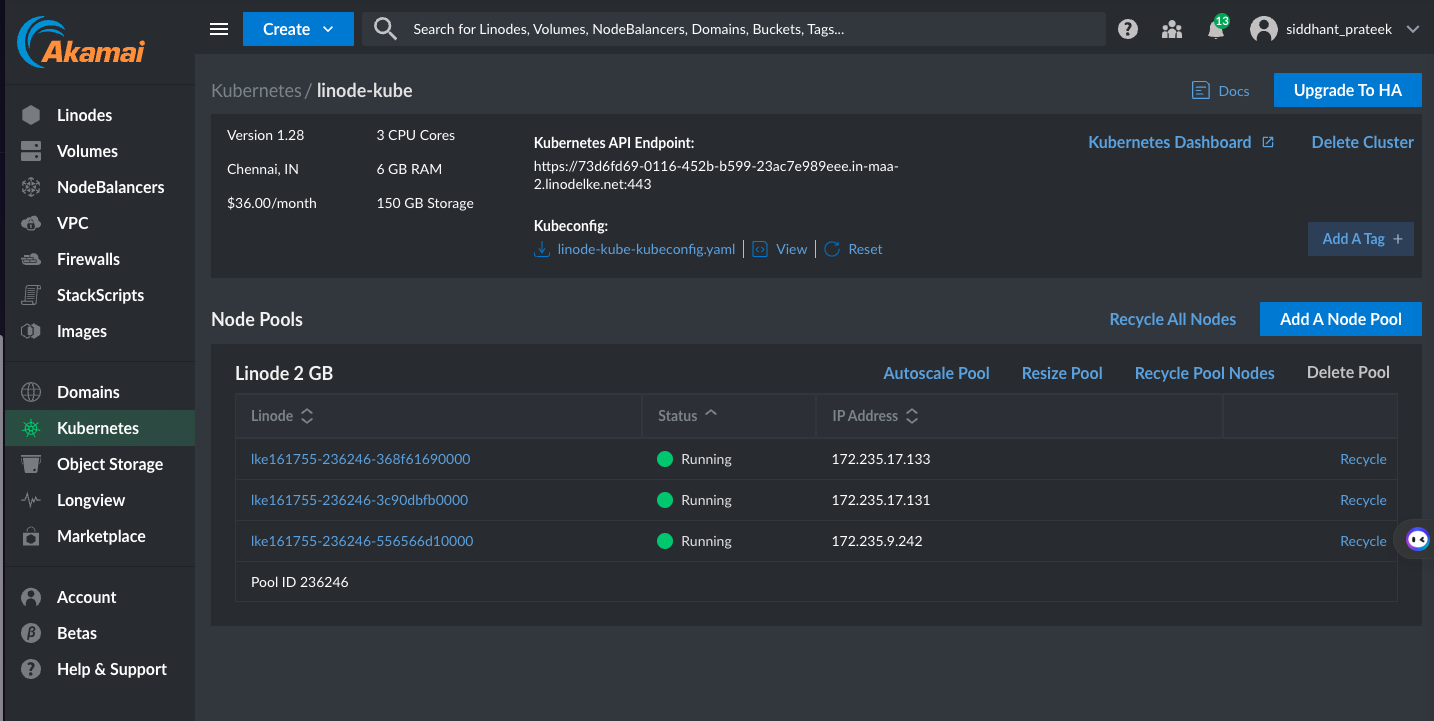 Akamai
Create
Search for Linodes, Volumes, NodeBalancers, Domains, Buckets, Tags...
?
13
siddhant_prateek
Linodes
Volumes
NodeBalancers
VPC
Firewalls
StackScripts
Images
Domains
Kubernetes
Object Storage
Longview
Marketplace
Account
β
Betas
?
Help & Support
Kubernetes / linode-kube
Docs
Upgrade To HA
Version 1.28
Chennai, IN
$36.00/month
3 CPU Cores
6 GB RAM
150 GB Storage
Kubernetes API Endpoint:
https://73d6fd69-0116-452b-b599-23ac7e989eee.in-maa-
2.linodelke.net:443
Kubeconfig:
linode-kube-kubeconfig.yaml | View | Reset
Kubernetes Dashboard
Delete Cluster
Add A Tag +
Node Pools
Recycle All Nodes
Add A Node Pool
Linode 2 GB
Autoscale Pool
Resize Pool
Recycle Pool Nodes
Delete Pool
Linode Status IP Address
lke161755-236246-368f61690000 Running 172.235.17.133 Recycle
lke161755-236246-3c90dbfb0000 Running 172.235.17.131 Recycle
lke161755-236246-556566d10000 Running 172.235.9.242 Recycle
Pool ID 236246